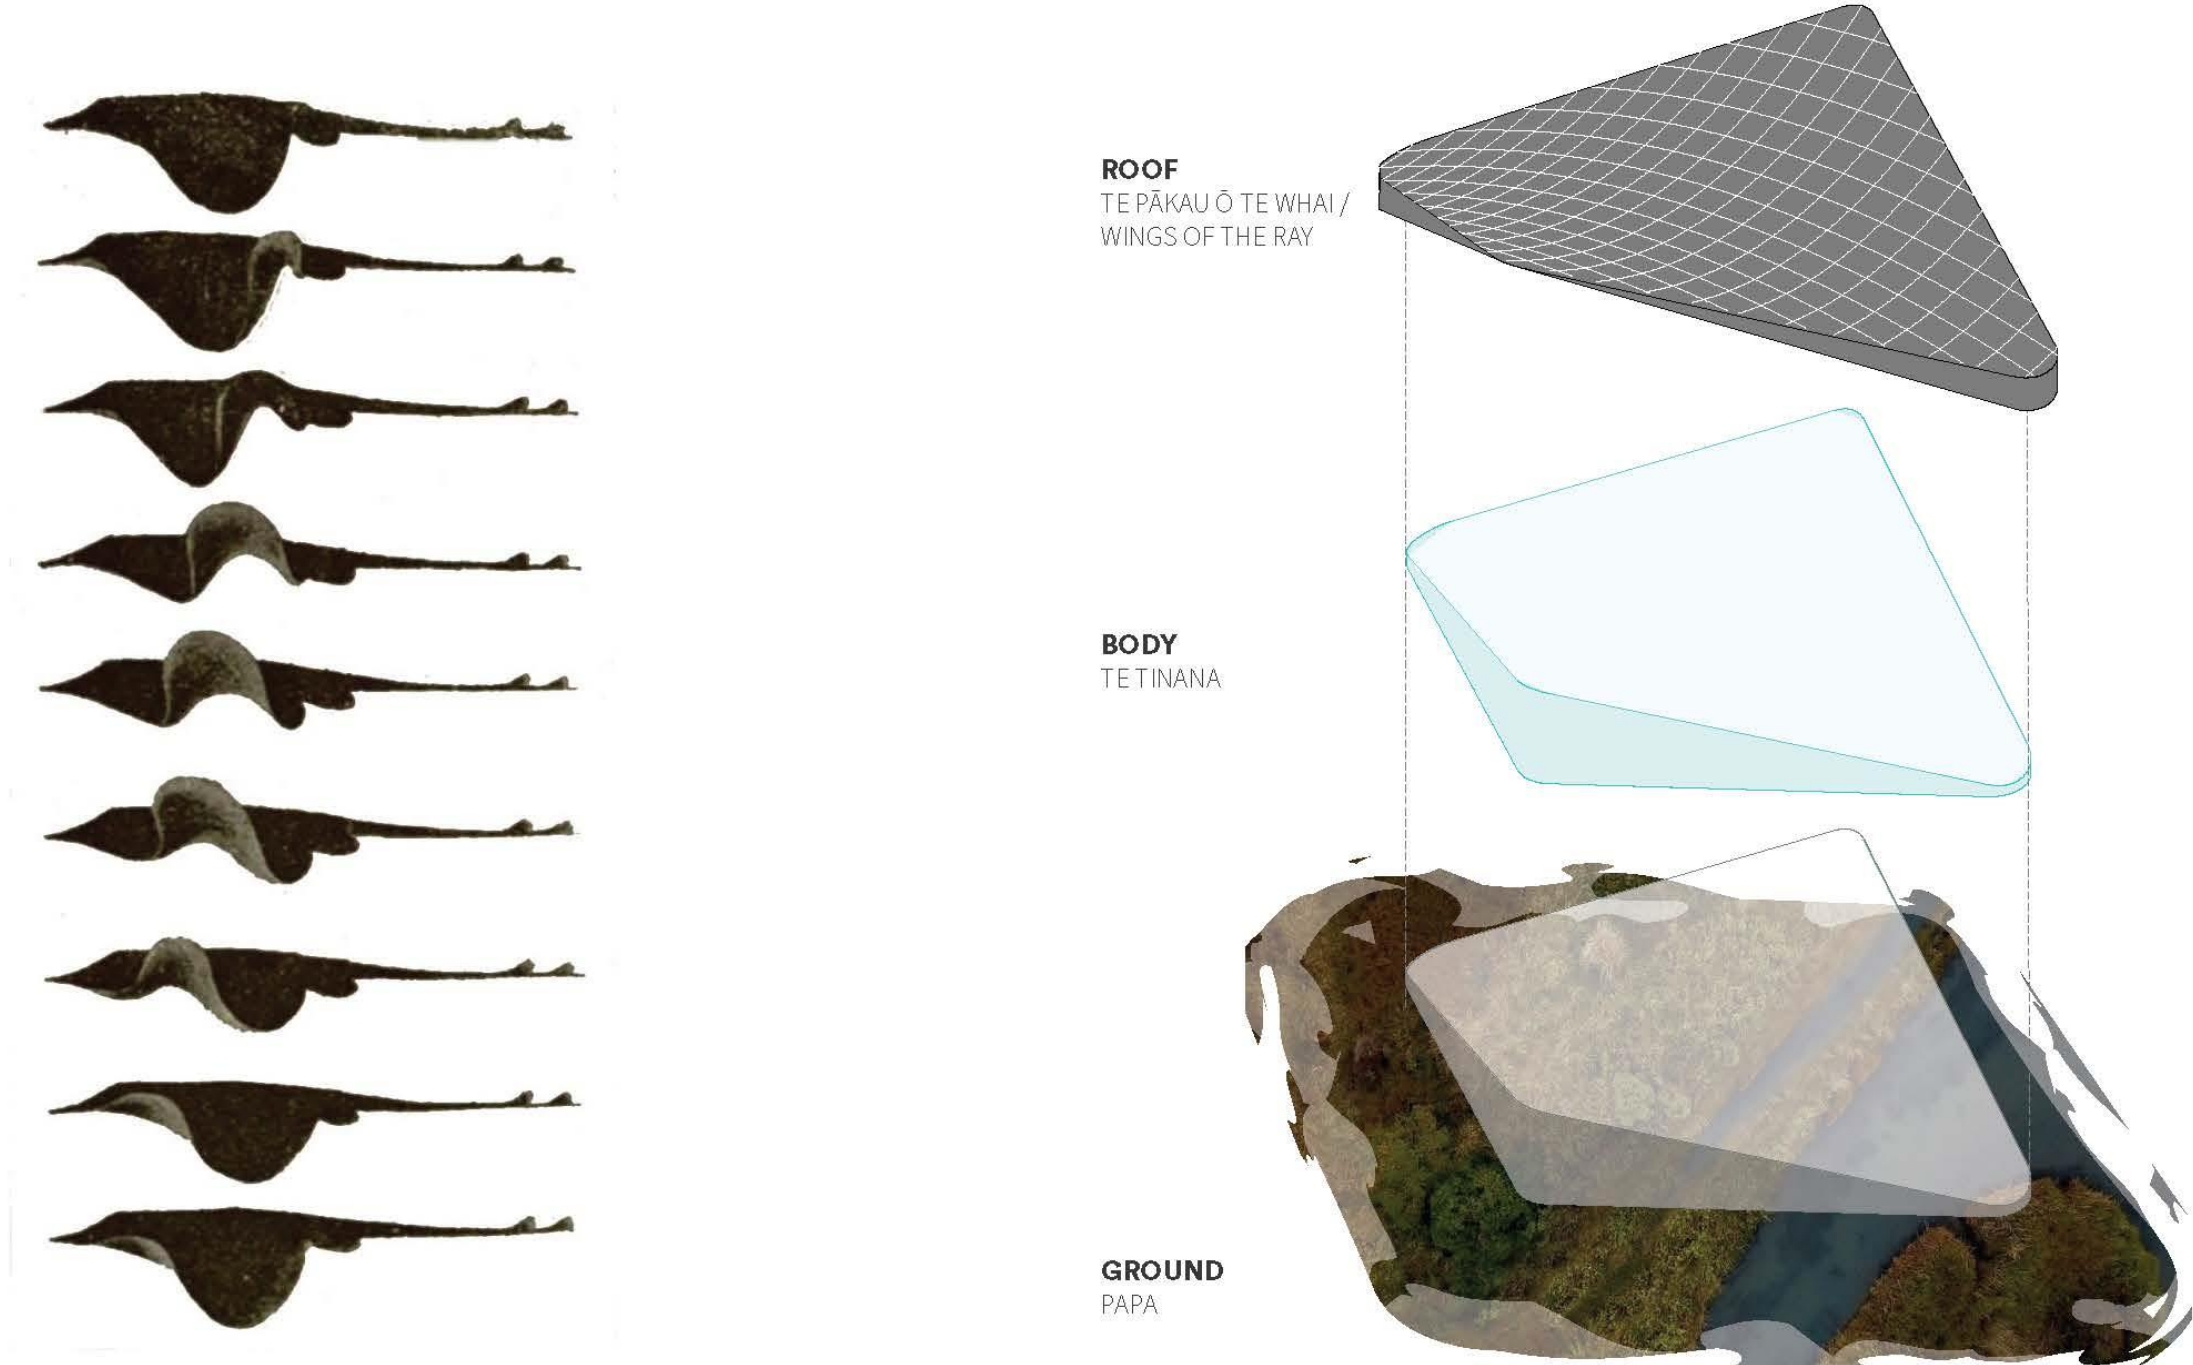 ROOF
TE PĀKAU Ō TE WHAI /
WINGS OF THE RAY
BODY
TE TINANA
GROUND
PAPA